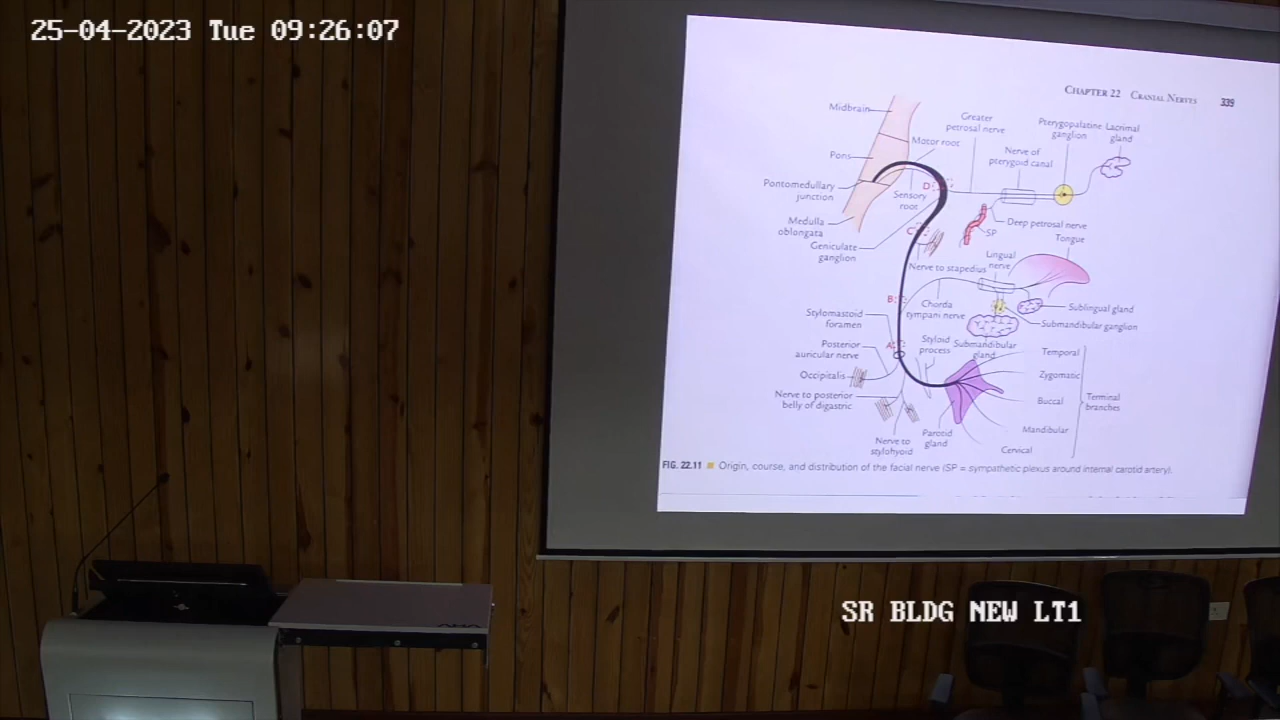 25-04-2023 Tue 09:26:07
CHAPTER 22 CRANIAL NERVES
339
Midbrain
Greater
petrosal nerve
Pterygopalatine
ganglion
Lacrimal
gland
Motor root
Pons
Nerve of
pterygoid canal
Pontomedullary
junction
D
Sensory
root
Medulla
oblongata
Deep petrosal nerve
SP
C
Geniculate
ganglion
Tongue
Lingual
nerve
Nerve to stapedius
B
Chorda
tympani nerve
Sublingual gland
Stylomastoid
foramen
Submandibular ganglion
A
Styloid
process
Submandibular
gland
Posterior
auricular nerve
Temporal
Occipitalis
Zygomatic
Nerve to posterior
belly of digastric
Buccal
Terminal
branches
Mandibular
Parotid
gland
Nerve to
stylohyoid
Cervical
FIG. 22.11 Origin, course, and distribution of the facial nerve (SP = sympathetic plexus around internal carotid artery).
SR BLDG NEW LT1